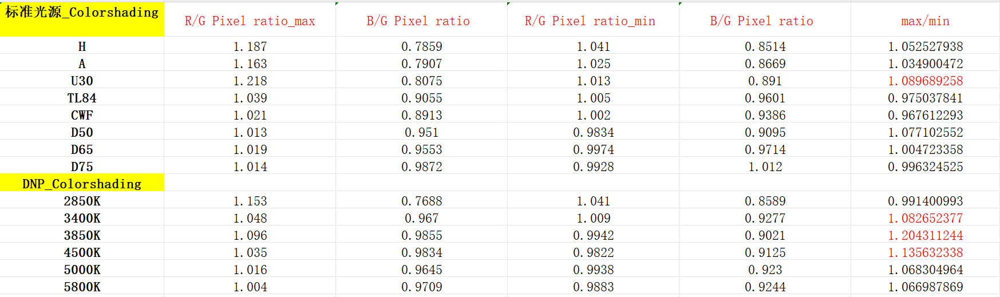 标准光源_Colorshading R/G Pixel ratio_max B/G Pixel ratio R/G Pixel ratio_min B/G Pixel ratio max/min
H 1.187 0.7859 1.041 0.8514 1.052527938
A 1.163 0.7907 1.025 0.8669 1.034900472
U30 1.218 0.8075 1.013 0.891 1.089689258
TL84 1.039 0.9055 1.005 0.9601 0.975037841
CWF 1.021 0.8913 1.002 0.9386 0.967612293
D50 1.013 0.951 0.9834 0.9095 1.077102552
D65 1.019 0.9553 0.9974 0.9714 1.004723358
D75 1.014 0.9872 0.9928 1.012 0.996324525
DNP_Colorshading
2850K 1.153 0.7688 1.041 0.8589 0.991400993
3400K 1.048 0.967 1.009 0.9277 1.082652377
3850K 1.096 0.9855 0.9942 0.9021 1.204311244
4500K 1.035 0.9834 0.9822 0.9125 1.135632338
5000K 1.016 0.9645 0.9938 0.923 1.068304964
5800K 1.004 0.9709 0.9883 0.9244 1.066987869